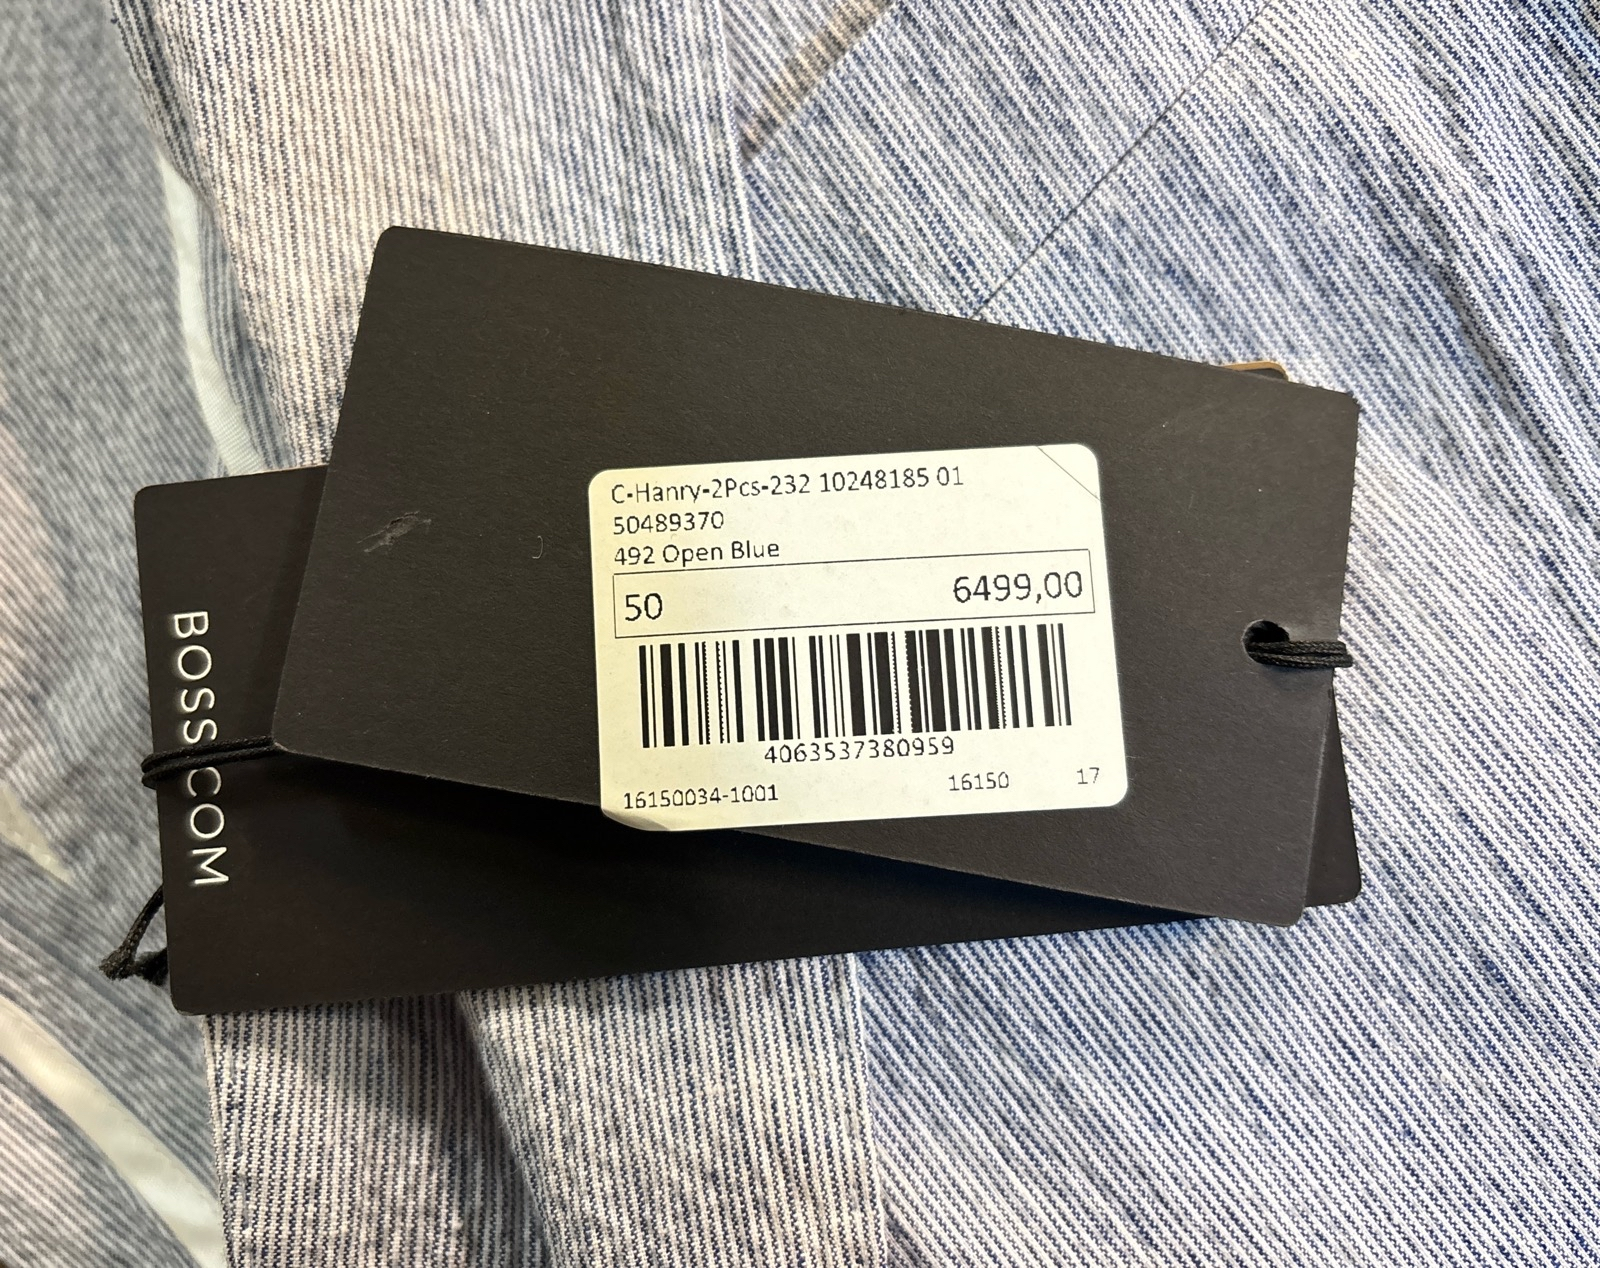 C-Hanry-2Pcs-232 10248185 01
50489370
492 Open Blue
50 6499,00
4063537380959
16150034-1001 16150 17
BOSS.COM